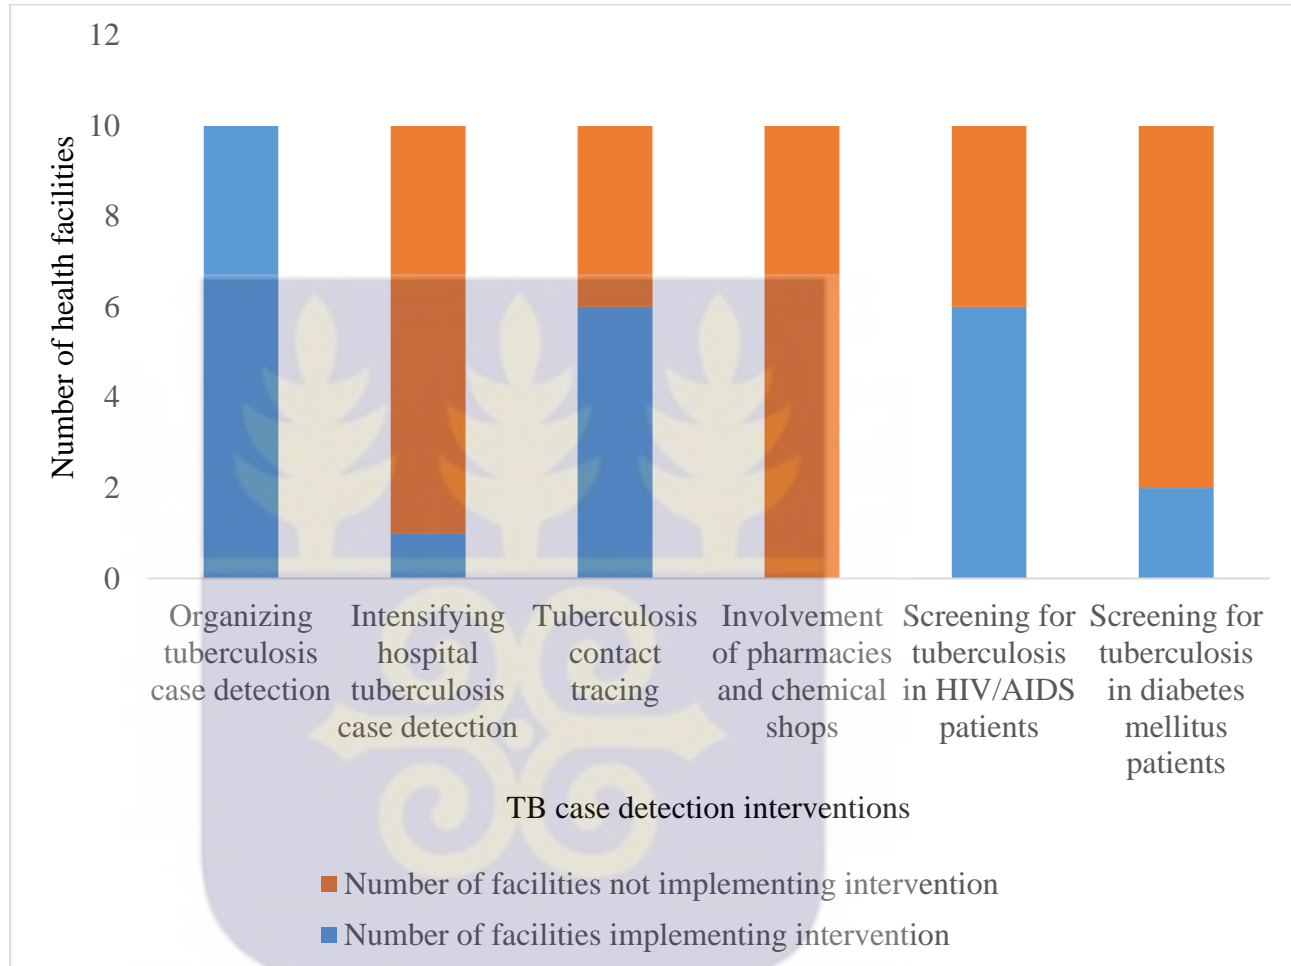 12
10
8
6
4
2
0
Number of health facilities
Organizing
tuberculosis
case detection
Intensifying
hospital
tuberculosis
case detection
Tuberculosis
contact
tracing
Involvement
of pharmacies
and chemical
shops
Screening for
tuberculosis
in HIV/AIDS
patients
Screening for
tuberculosis
in diabetes
mellitus
patients
TB case detection interventions
Number of facilities not implementing intervention
Number of facilities implementing intervention